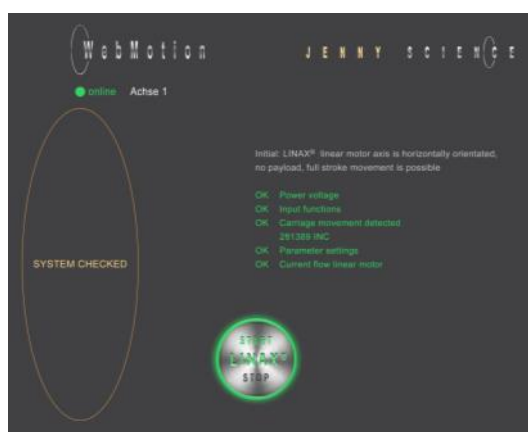 WebMotion
JENNY SCIENCE
online Achse 1
Initial: LINAX® linear motor axis is horizontally orientated,
no payload, full stroke movement is possible
OK Power voltage
OK Input functions
OK Carriage movement detected
261389 INC
OK Parameter settings
OK Current flow linear motor
SYSTEM CHECKED
START
LINAX®
STOP